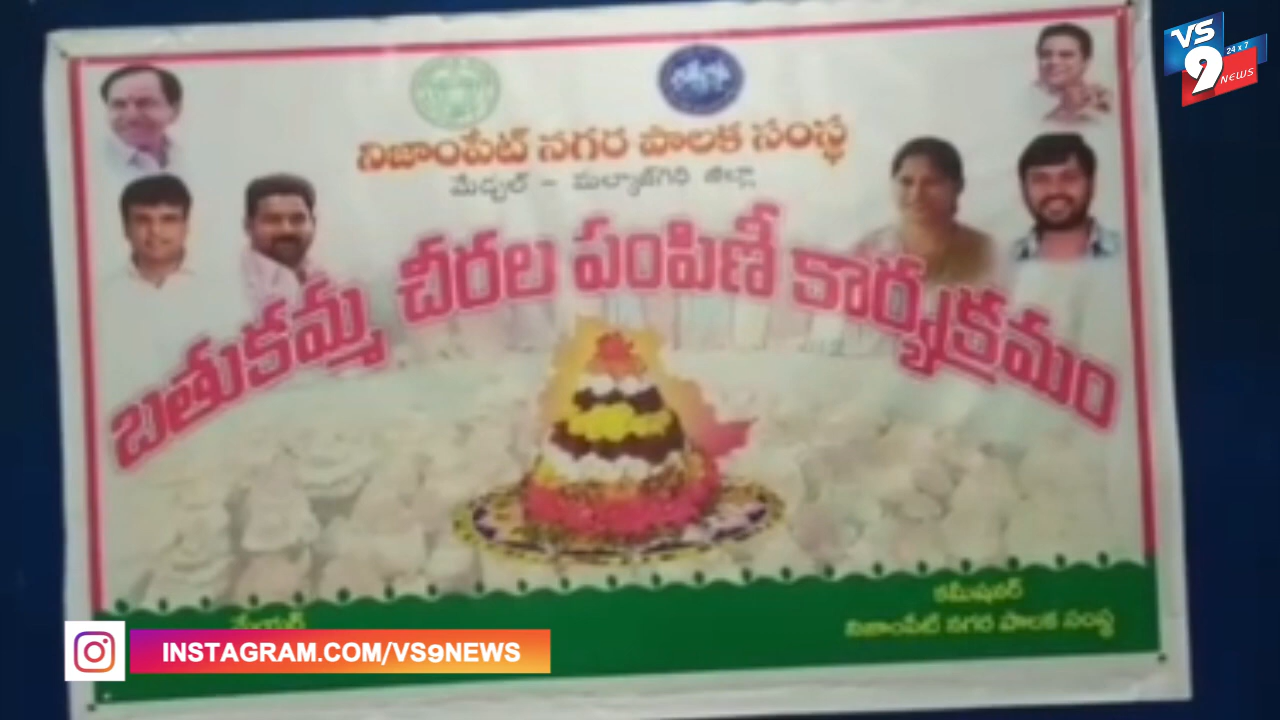 VS
9
24 x 7
NEWS
నిజాంపేట్ నగర పాలక సంస్థ
మేడ్చల్ - మల్కాజ్‌గిరి జిల్లా
బతుకమ్మ చీరల పంపిణీ కార్యక్రమం
కమీషనర్
నిజాంపేట్ నగర పాలక సంస్థ
INSTAGRAM.COM/VS9NEWS